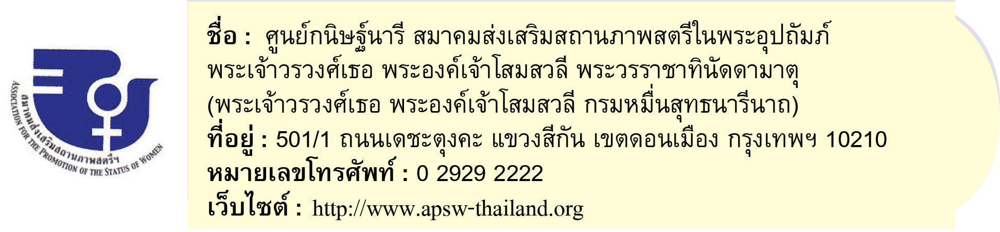 ชื่อ : ศูนย์กนิษฐ์นารี สมาคมส่งเสริมสถานภาพสตรีในพระอุปถัมภ์
พระเจ้าวรวงศ์เธอ พระองค์เจ้าโสมสวลี พระวรราชาทินัดดามาตุ
(พระเจ้าวรวงศ์เธอ พระองค์เจ้าโสมสวลี กรมหมื่นสุทธนารีนาถ)
ที่อยู่ : 501/1 ถนนเดชะตุงคะ แขวงสีกัน เขตดอนเมือง กรุงเทพฯ 10210
หมายเลขโทรศัพท์ : 0 2929 2222
เว็บไซต์ : http://www.apsw-thailand.org
สมาคมส่งเสริมสถานภาพสตรีฯ
ASSOCIATION FOR THE PROMOTION OF THE STATUS OF WOMEN